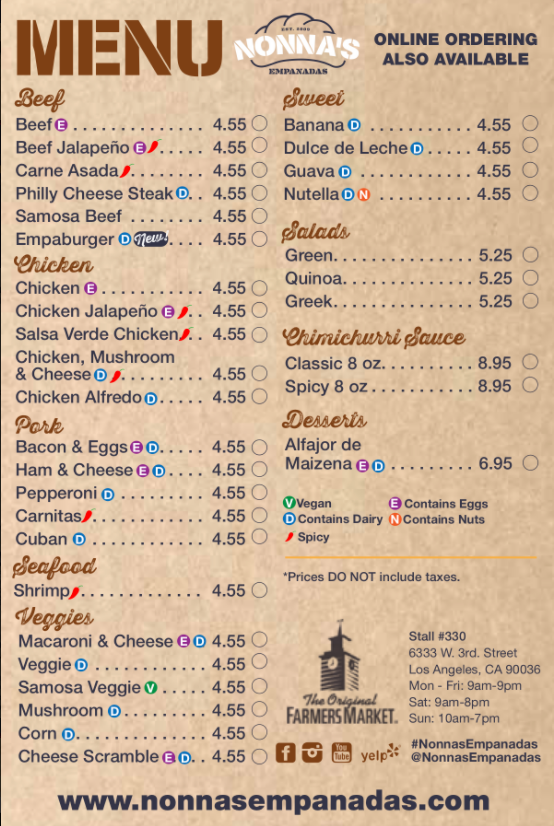 MENU
EST. 
NONNA'S
EMPANADAS
ONLINE ORDERING
ALSO AVAILABLE
Beef
Beef E . . . . . . . . . . . . . . 4.55
Beef Jalapeño E . . . . . 4.55
Carne Asada . . . . . . . . 4.55
Philly Cheese Steak D . . 4.55
Samosa Beef . . . . . . . . 4.55
Empaburger D New! . . . . 4.55
Chicken
Chicken E . . . . . . . . . . . 4.55
Chicken Jalapeño E . . 4.55
Salsa Verde Chicken . . 4.55
Chicken, Mushroom
& Cheese D . . . . . . . . . 4.55
Chicken Alfredo D . . . . . 4.55
Pork
Bacon & Eggs E D . . . . . 4.55
Ham & Cheese E D . . . . 4.55
Pepperoni D . . . . . . . . . 4.55
Carnitas . . . . . . . . . . . . 4.55
Cuban D . . . . . . . . . . . . 4.55
Seafood
Shrimp . . . . . . . . . . . . . 4.55
Veggies
Macaroni & Cheese E D 4.55
Veggie D . . . . . . . . . . . 4.55
Samosa Veggie V . . . . . 4.55
Mushroom D . . . . . . . . 4.55
Corn D . . . . . . . . . . . . . 4.55
Cheese Scramble E D . . 4.55
Sweet
Banana D . . . . . . . . . . 4.55
Dulce de Leche D . . . . . 4.55
Guava D . . . . . . . . . . . 4.55
Nutella D N . . . . . . . . . 4.55
Salads
Green. . . . . . . . . . . . . . . 5.25
Quinoa. . . . . . . . . . . . . . 5.25
Greek. . . . . . . . . . . . . . . 5.25
Chimichurri Sauce
Classic 8 oz. . . . . . . . . . 8.95
Spicy 8 oz . . . . . . . . . . . 8.95
Desserts
Alfajor de
Maizena E D . . . . . . . . . 6.95
V Vegan E Contains Eggs
D Contains Dairy N Contains Nuts
Spicy
*Prices DO NOT include taxes.
The Original
FARMERS MARKET
Stall #330
6333 W. 3rd. Street
Los Angeles, CA 90036
Mon - Fri: 9am-9pm
Sat: 9am-8pm
Sun: 10am-7pm
f You Tube yelp
#NonnasEmpanadas
@NonnasEmpanadas
www.nonnasempanadas.com